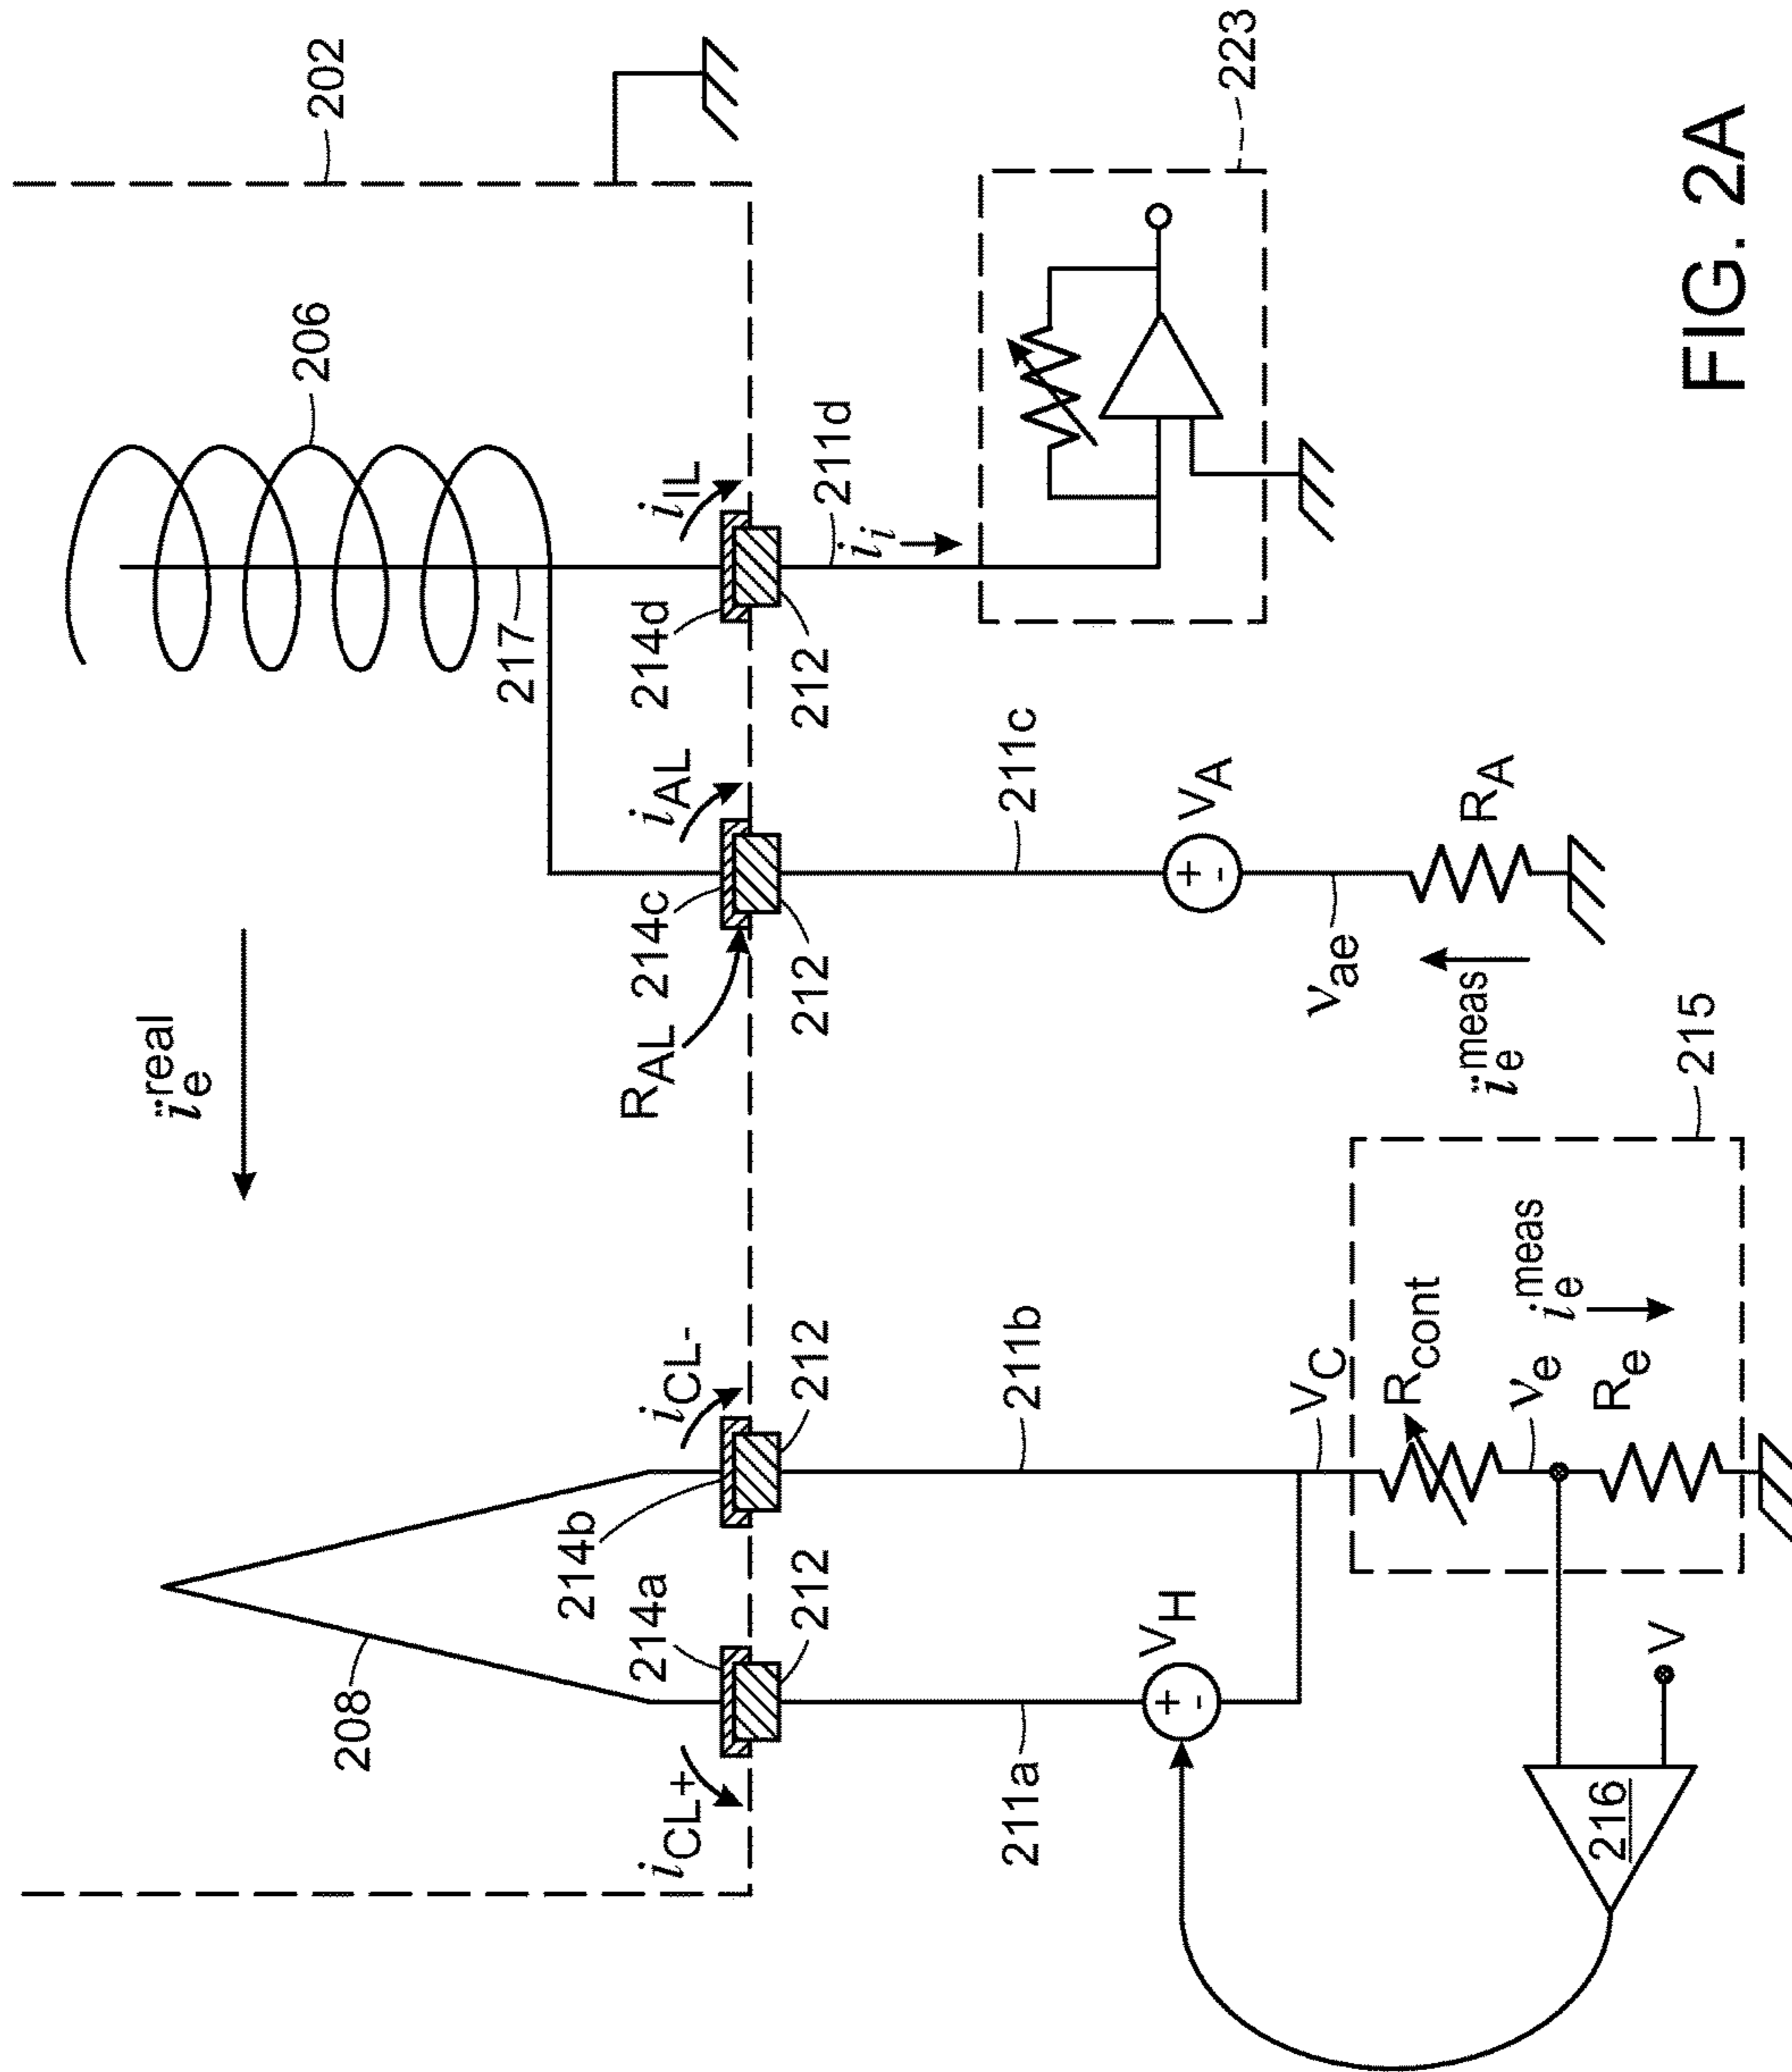 202
206
217
i_e^real
208
i_CL+
214a
214b
i_CL-
R_AL
214c
i_AL
214d
i_IL
212
212
212
212
211a
211b
211c
i_i
211d
223
V_H
+
-
V_C
V_A
+
-
ν_ae
R_A
i_e^meas
215
R_cont
ν_e
i_e^meas
R_e
V
216
FIG. 2A